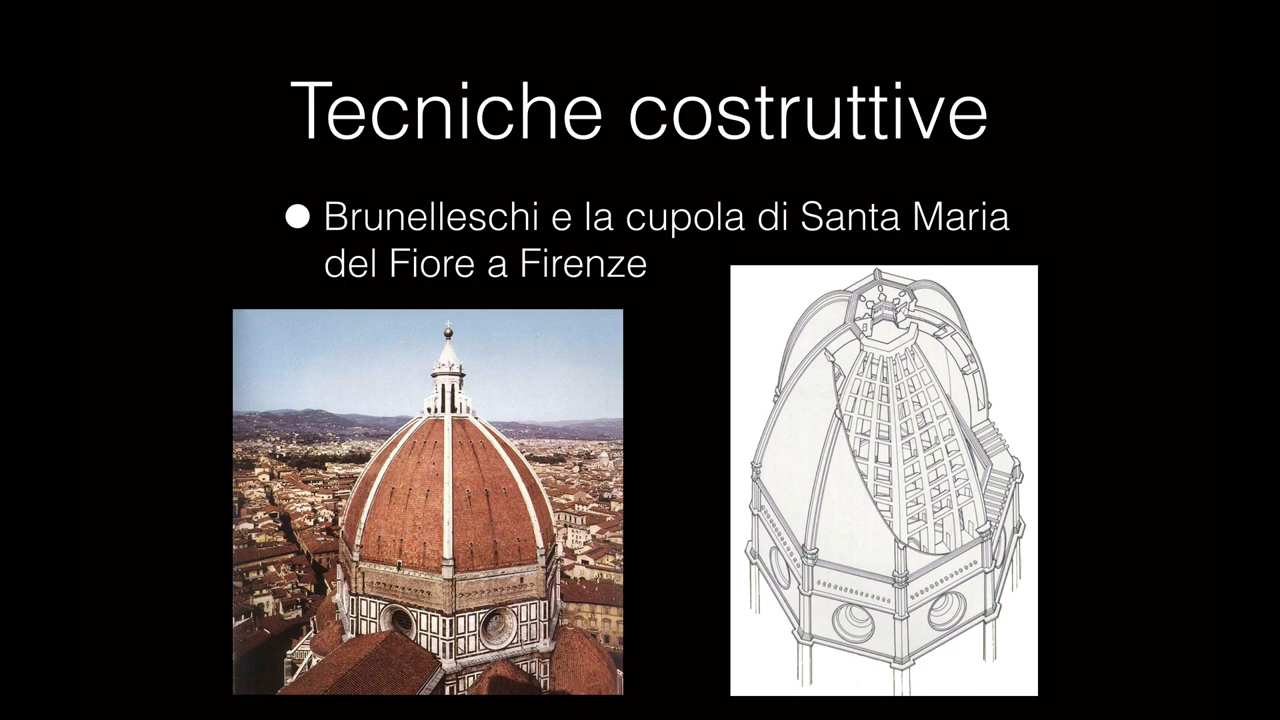 Tecniche costruttive
● Brunelleschi e la cupola di Santa Maria
del Fiore a Firenze